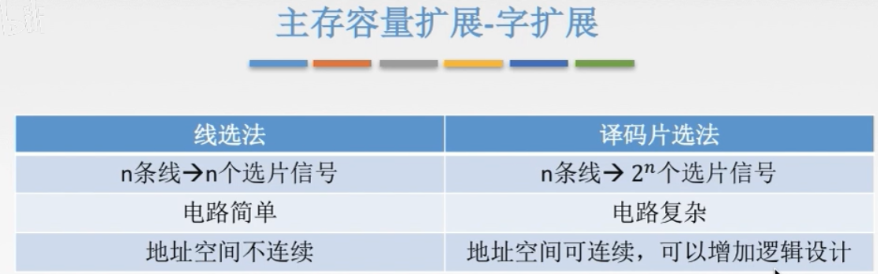 主存容量扩展-字扩展
线选法 译码片选法
n条线→n个选片信号 n条线→ 2ⁿ个选片信号
电路简单 电路复杂
地址空间不连续 地址空间可连续，可以增加逻辑设计